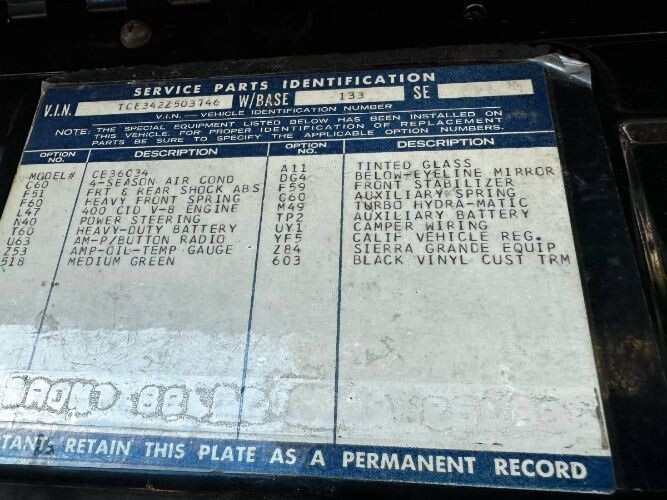 SERVICE PARTS IDENTIFICATION
V.I.N. TCE342Z503746 W/BASE 133 SE
V.I.N. — VEHICLE IDENTIFICATION NUMBER
NOTE: THE SPECIAL EQUIPMENT LISTED BELOW HAS BEEN INSTALLED ON
THIS VEHICLE. FOR PROPER IDENTIFICATION OF REPLACEMENT
PARTS BE SURE TO SPECIFY THE APPLICABLE OPTION NUMBERS.
OPTION NO. DESCRIPTION OPTION NO. DESCRIPTION
MODEL# CE36034 A11 TINTED GLASS
C60 4-SEASON AIR COND DG4 BELOW-EYELINE MIRROR
F51 FRT & REAR SHOCK ABS F59 FRONT STABILIZER
F60 HEAVY FRONT SPRING G60 AUXILIARY SPRING
L47 400 CID V-8 ENGINE M49 TURBO HYDRA-MATIC
N40 POWER STEERING TP2 AUXILIARY BATTERY
T60 HEAVY-DUTY BATTERY UY1 CAMPER WIRING
U63 AM-P/BUTTON RADIO YF5 CALIF VEHICLE REG.
Z53 AMP-OIL-TEMP GAUGE Z84 SIERRA GRANDE EQUIP
518 MEDIUM GREEN 603 BLACK VINYL CUST TRM
RETAIN THIS PLATE AS A PERMANENT RECORD